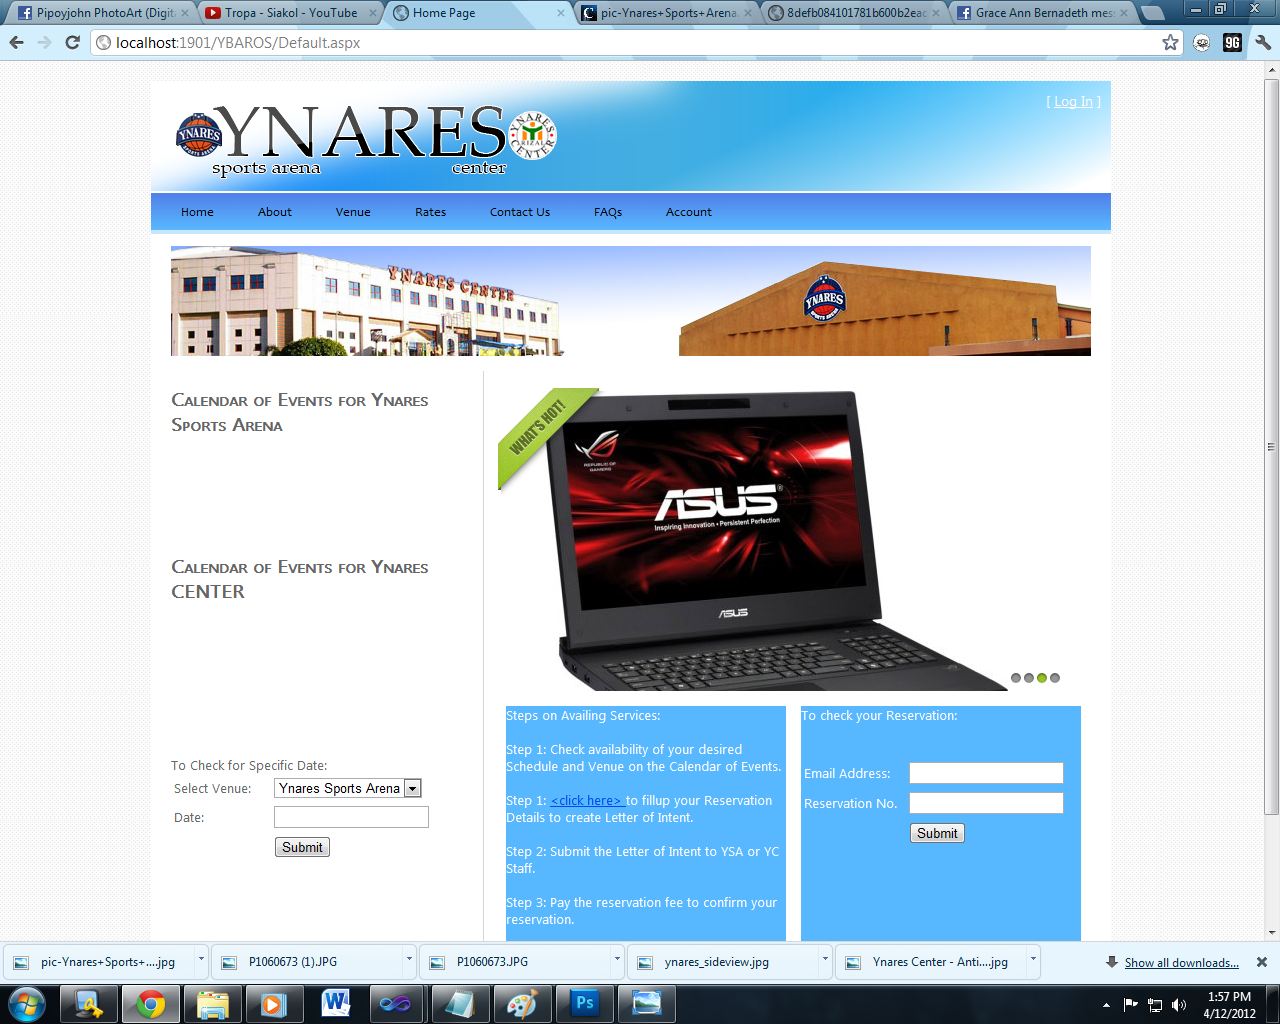 Pipoyjohn PhotoArt (Digit
Tropa - Siakol - YouTube
Home Page
pic-Ynares+Sports+Arena.
8defb084101781b600b2ead
Grace Ann Bernadeth mes
localhost:1901/YBAROS/Default.aspx
9G
[ Log In ]
YNARES
SPORTS ARENA
YNARES
sports arena
center
YNARES
RIZAL
CENTER
Home
About
Venue
Rates
Contact Us
FAQs
Account
YNARES CENTER
YNARES
SPORTS ARENA
Calendar of Events for Ynares
Sports Arena
Calendar of Events for Ynares
CENTER
WHAT'S HOT!
REPUBLIC OF
GAMERS
ASUS
Inspiring Innovation • Persistent Perfection
ASUS
To Check for Specific Date:
Select Venue:
Ynares Sports Arena
Date:
Submit
Steps on Availing Services:
Step 1: Check availability of your desired
Schedule and Venue on the Calendar of Events.
Step 1: <click here> to fillup your Reservation
Details to create Letter of Intent.
Step 2: Submit the Letter of Intent to YSA or YC
Staff.
Step 3: Pay the reservation fee to confirm your
reservation.
To check your Reservation:
Email Address:
Reservation No.
Submit
pic-Ynares+Sports+....jpg
P1060673 (1).JPG
P1060673.JPG
ynares_sideview.jpg
Ynares Center - Anti....jpg
Show all downloads...
W
Ps
1:57 PM
4/12/2012